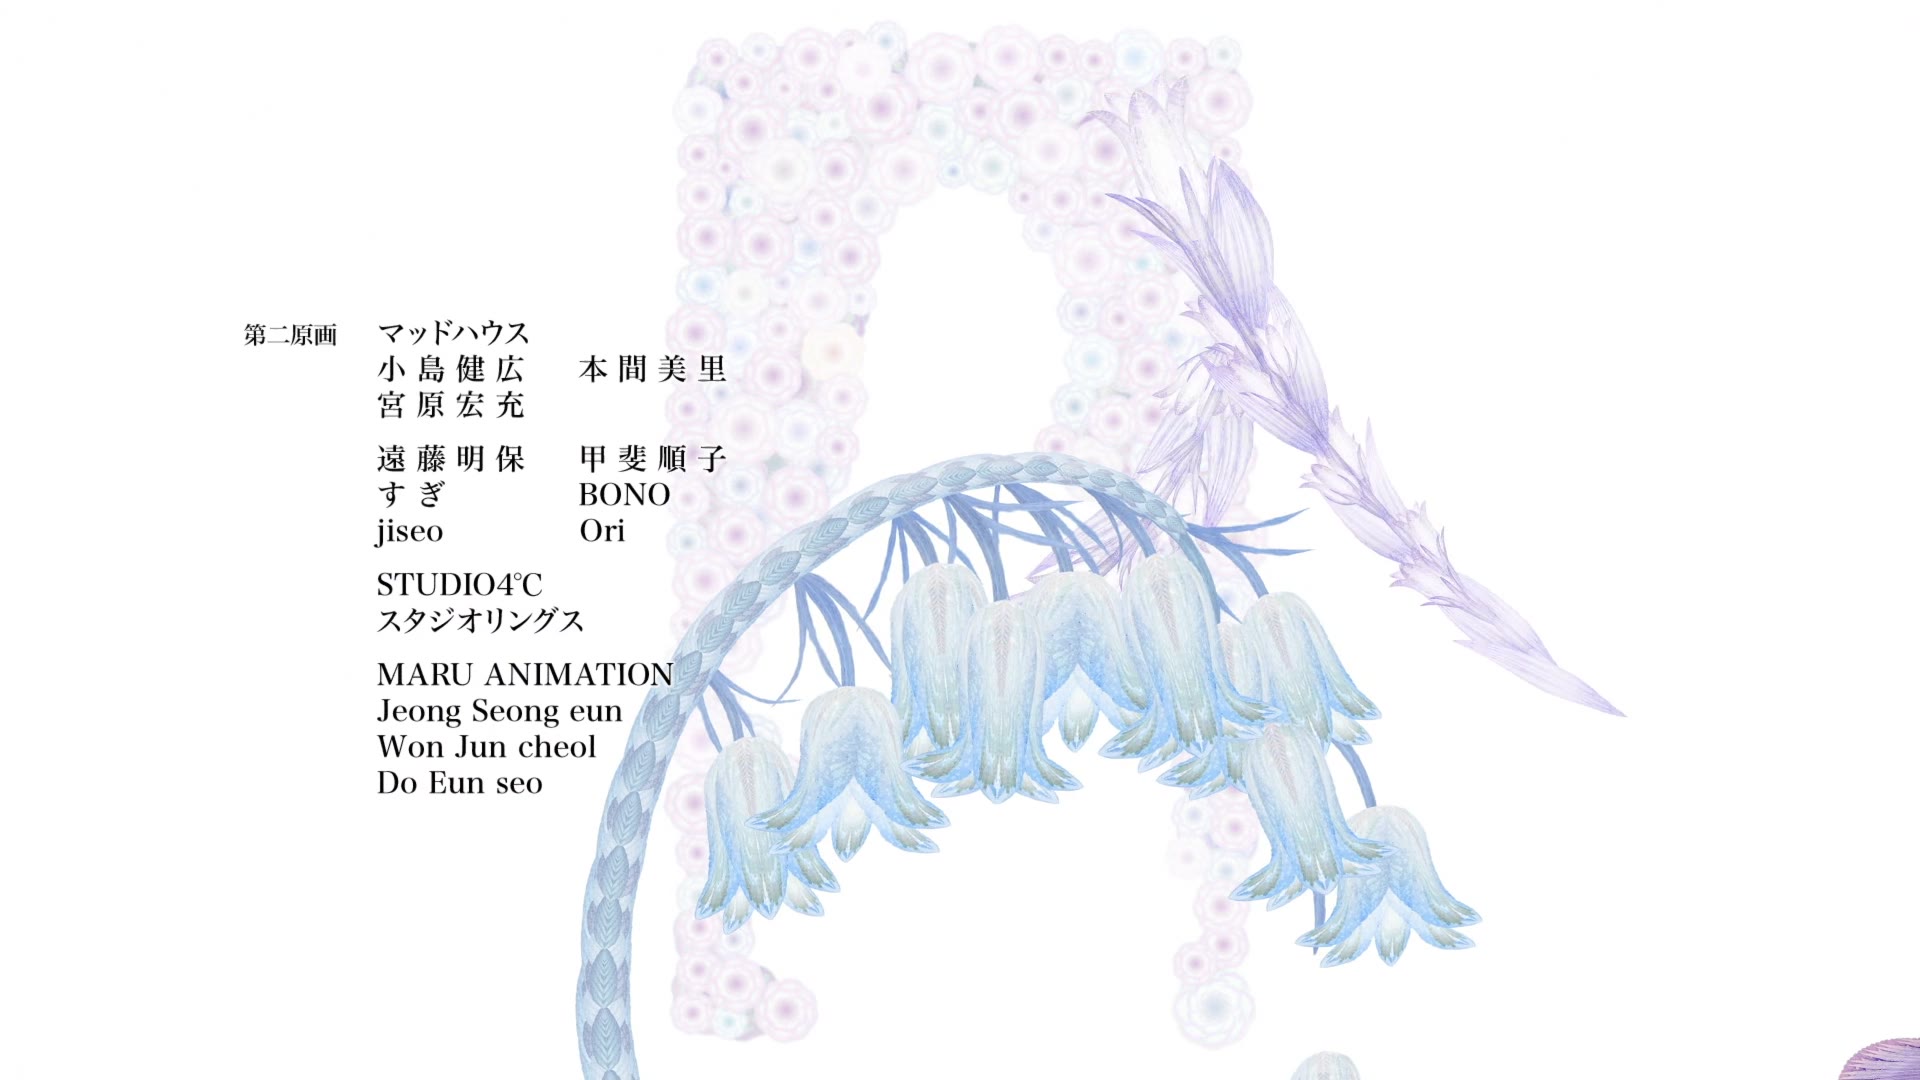 第二原画 マッドハウス
小島健広 本間美里
宮原宏充
遠藤明保 甲斐順子
すぎ BONO
jiseo Ori
STUDIO4℃
スタジオリングス
MARU ANIMATION
Jeong Seong eun
Won Jun cheol
Do Eun seo